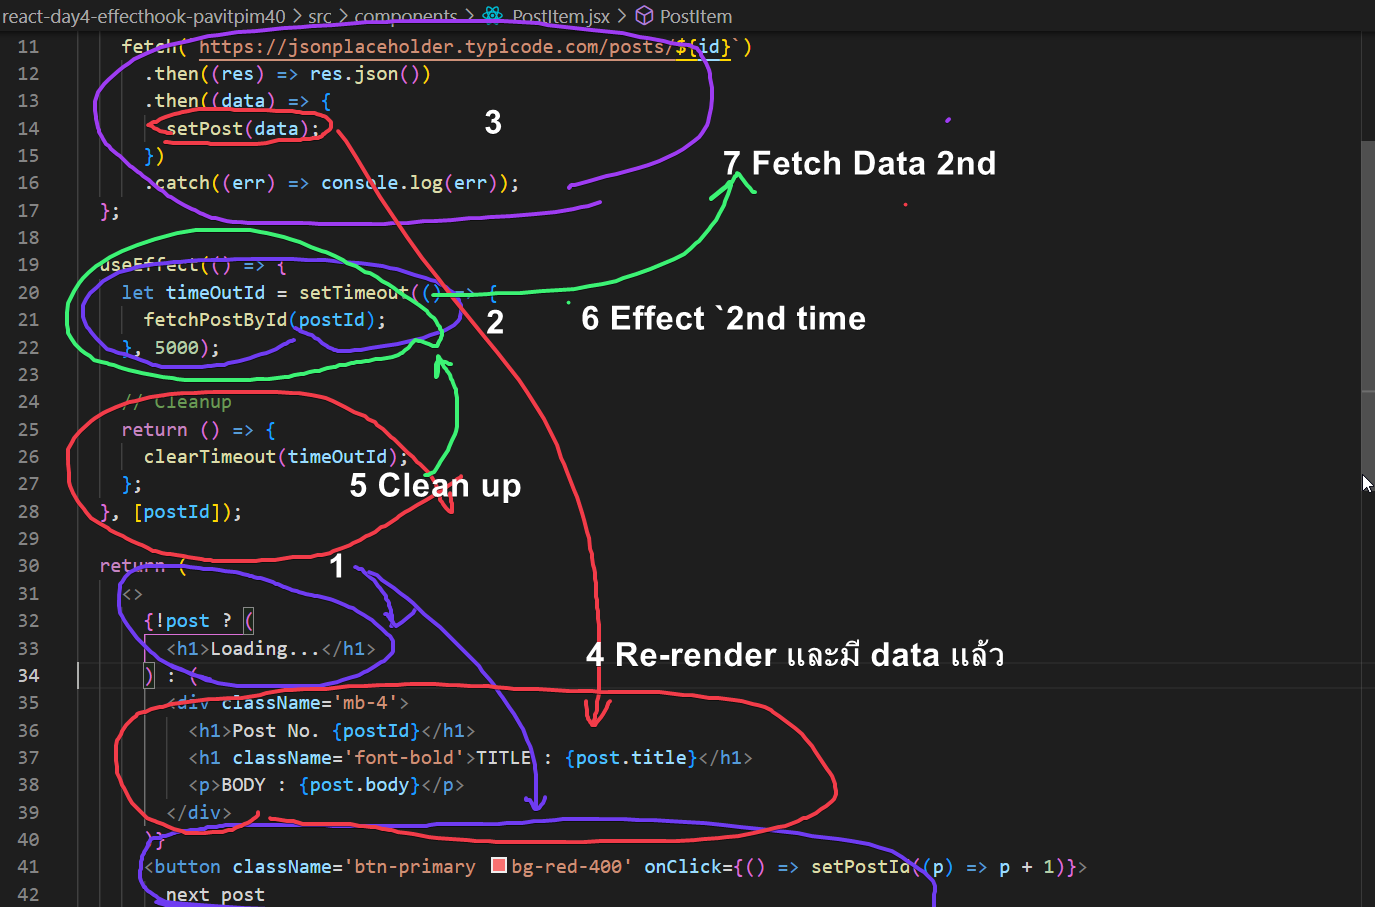 react-day4-effecthook-pavitpim40 > src > components > PostItem.jsx > PostItem
11 fetch(`https://jsonplaceholder.typicode.com/posts/${id}`)
12 .then((res) => res.json())
13 .then((data) => {
14 setPost(data);
3
15 })
7 Fetch Data 2nd
16 .catch((err) => console.log(err));
17 };
18
19 useEffect(() => {
20 let timeOutId = setTimeout(() => {
21 fetchPostById(postId);
2
6 Effect `2nd time
22 }, 5000);
23
24 // Cleanup
25 return () => {
26 clearTimeout(timeOutId);
27 };
5 Clean up
28 }, [postId]);
29
30 return (
1
31 <>
32 {!post ? (
33 <h1>Loading...</h1>
4 Re-render และมี data แล้ว
34 ) : (
35 <div className='mb-4'>
36 <h1>Post No. {postId}</h1>
37 <h1 className='font-bold'>TITLE : {post.title}</h1>
38 <p>BODY : {post.body}</p>
39 </div>
40 )}
41 <button className='btn-primary bg-red-400' onClick={() => setPostId((p) => p + 1)}>
42 next post